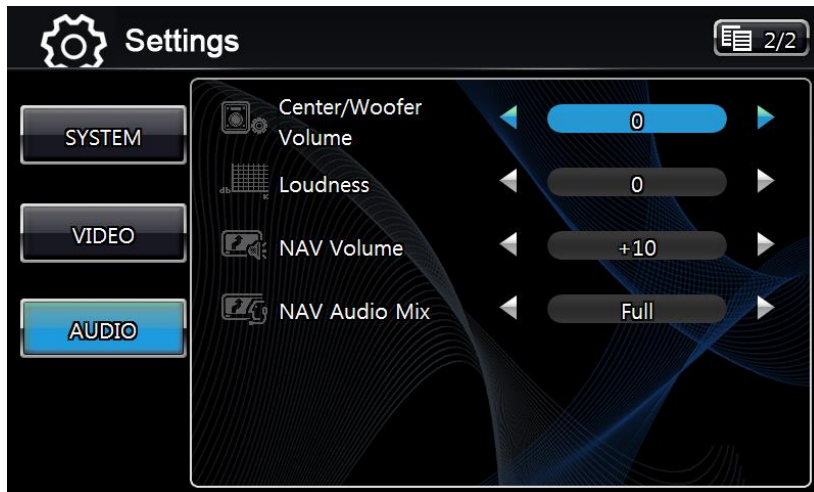 Settings
2/2
SYSTEM
VIDEO
AUDIO
Center/Woofer
Volume
0
Loudness
0
NAV Volume
+10
NAV Audio Mix
Full